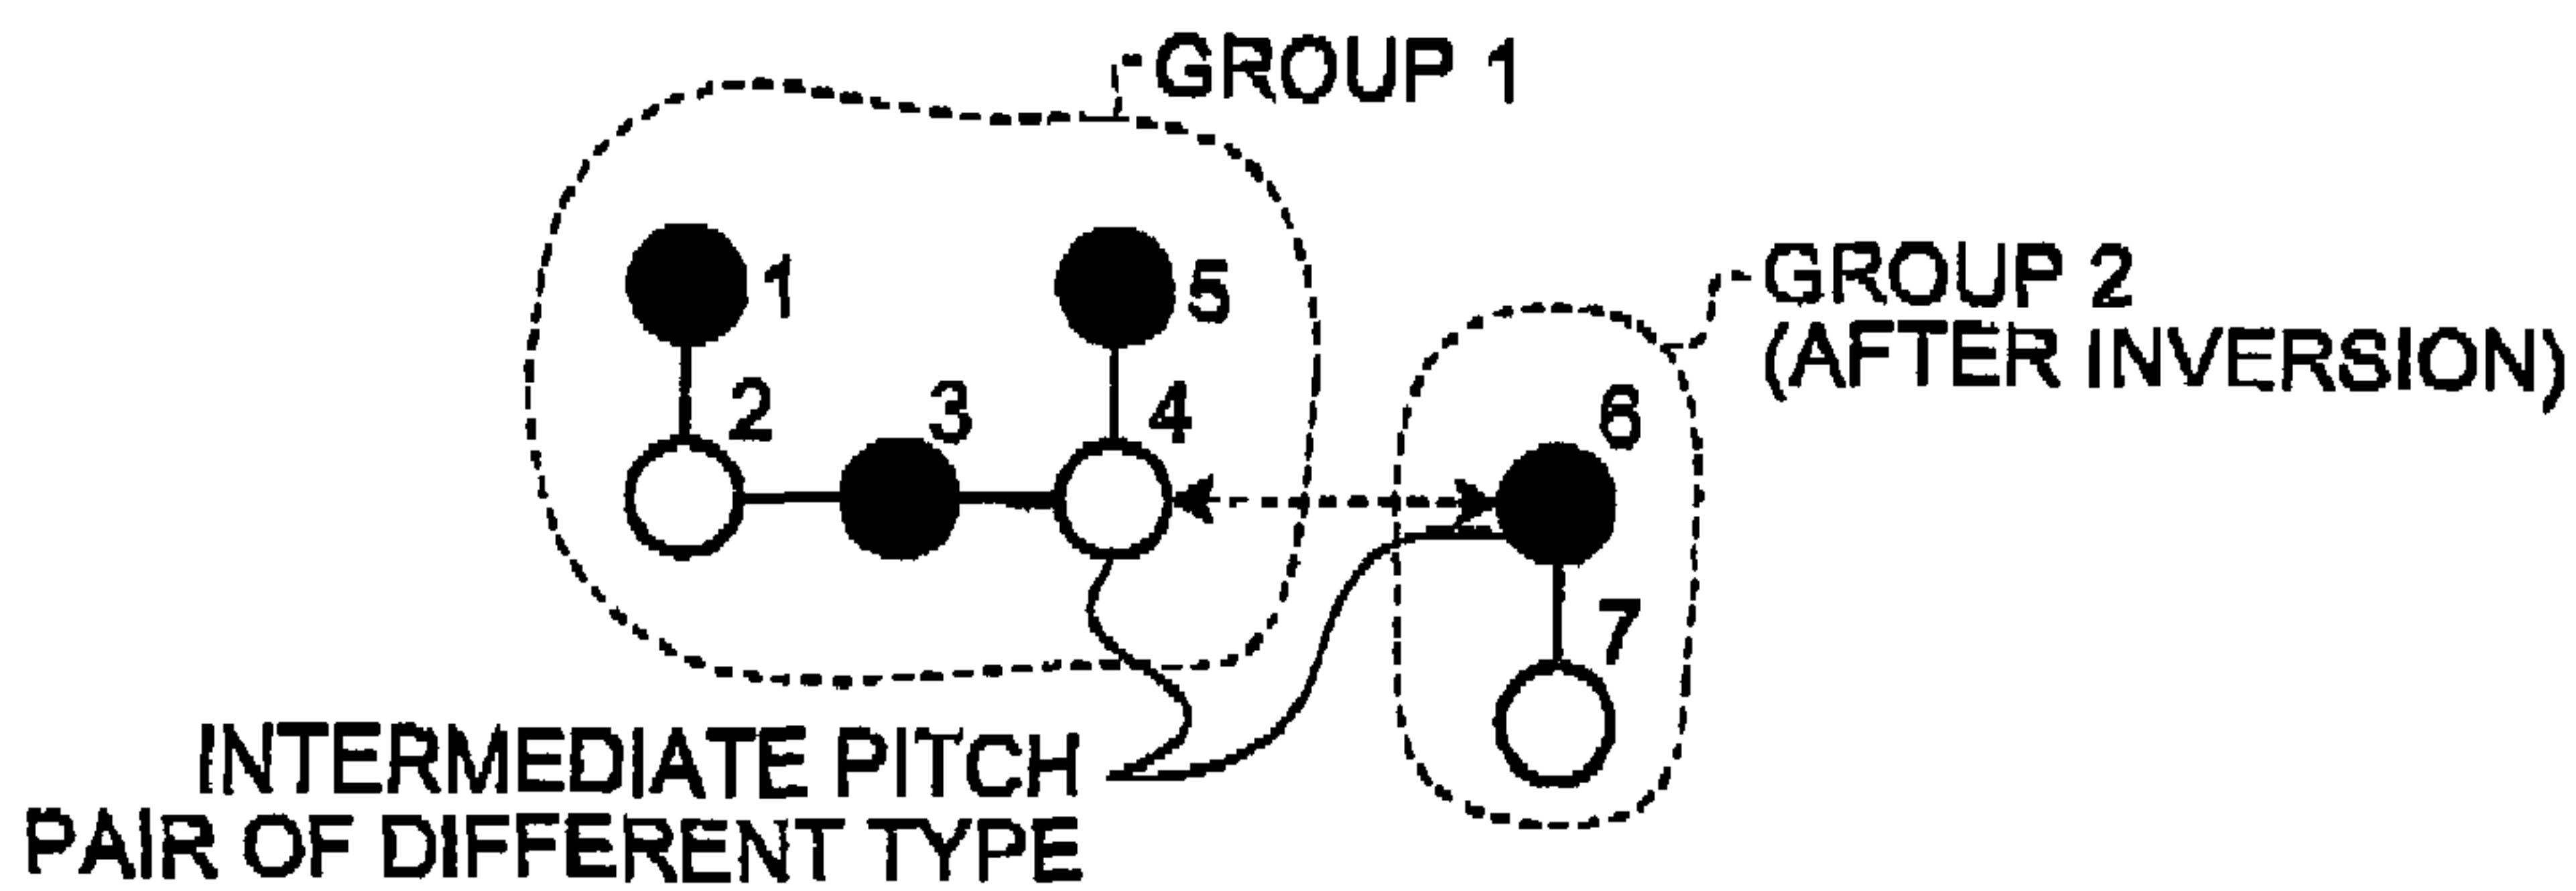 GROUP 1
GROUP 2
(AFTER INVERSION)
1
5
2
3
4
6
7
INTERMEDIATE PITCH
PAIR OF DIFFERENT TYPE